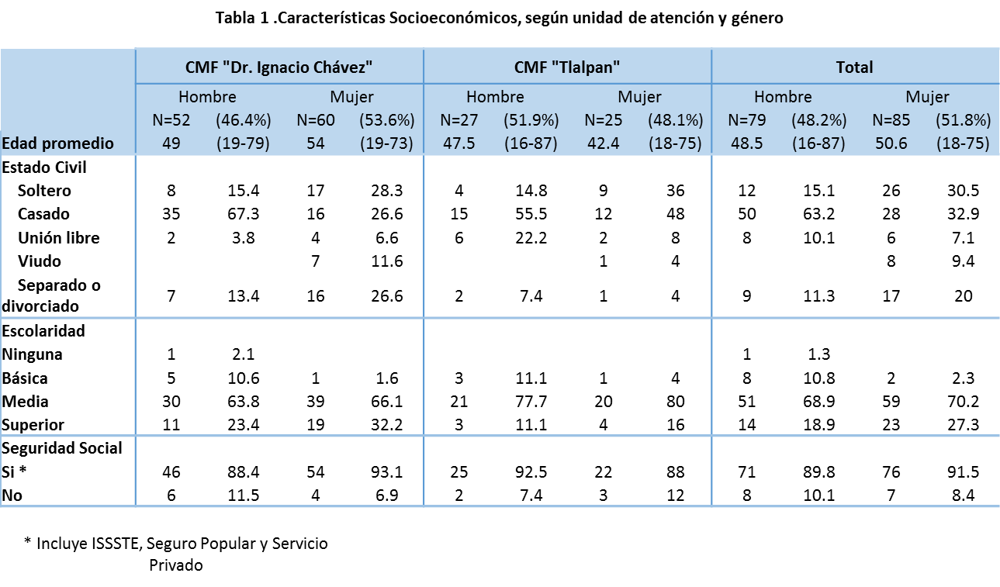 Tabla 1 .Características Socioeconómicos, según unidad de atención y género
CMF "Dr. Ignacio Chávez" CMF "Tlalpan" Total
Hombre Mujer Hombre Mujer Hombre Mujer
N=52 (46.4%) N=60 (53.6%) N=27 (51.9%) N=25 (48.1%) N=79 (48.2%) N=85 (51.8%)
Edad promedio 49 (19-79) 54 (19-73) 47.5 (16-87) 42.4 (18-75) 48.5 (16-87) 50.6 (18-75)
Estado Civil
Soltero 8 15.4 17 28.3 4 14.8 9 36 12 15.1 26 30.5
Casado 35 67.3 16 26.6 15 55.5 12 48 50 63.2 28 32.9
Unión libre 2 3.8 4 6.6 6 22.2 2 8 8 10.1 6 7.1
Viudo 7 11.6 1 4 8 9.4
Separado o
divorciado 7 13.4 16 26.6 2 7.4 1 4 9 11.3 17 20
Escolaridad
Ninguna 1 2.1 1 1.3
Básica 5 10.6 1 1.6 3 11.1 1 4 8 10.8 2 2.3
Media 30 63.8 39 66.1 21 77.7 20 80 51 68.9 59 70.2
Superior 11 23.4 19 32.2 3 11.1 4 16 14 18.9 23 27.3
Seguridad Social
Si * 46 88.4 54 93.1 25 92.5 22 88 71 89.8 76 91.5
No 6 11.5 4 6.9 2 7.4 3 12 8 10.1 7 8.4
* Incluye ISSSTE, Seguro Popular y Servicio
Privado